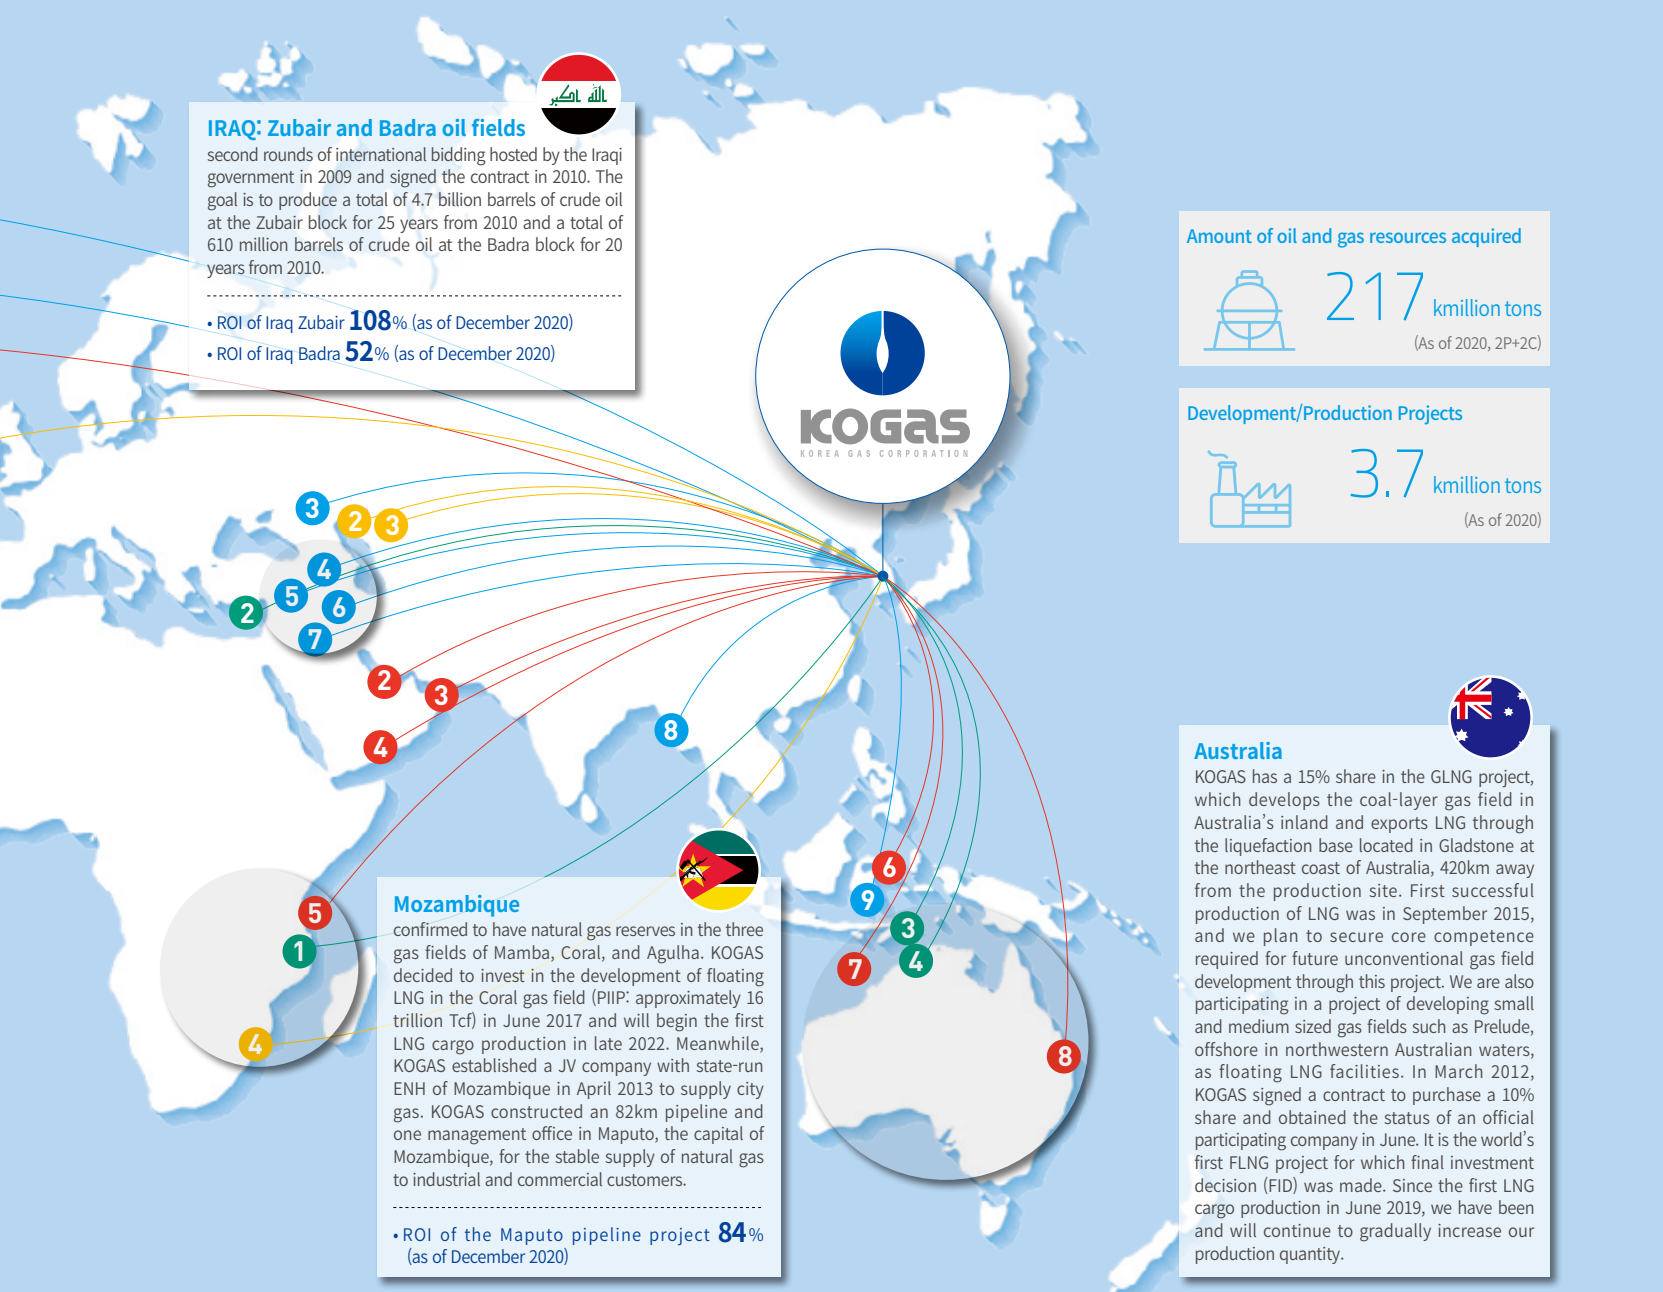 الله اكبر
IRAQ: Zubair and Badra oil fields
second rounds of international bidding hosted by the Iraqi
government in 2009 and signed the contract in 2010. The
goal is to produce a total of 4.7 billion barrels of crude oil
at the Zubair block for 25 years from 2010 and a total of
610 million barrels of crude oil at the Badra block for 20
years from 2010.
• ROI of Iraq Zubair 108% (as of December 2020)
• ROI of Iraq Badra 52% (as of December 2020)
KOGAS
KOREA GAS CORPORATION
Amount of oil and gas resources acquired
217 kmillion tons
(As of 2020, 2P+2C)
Development/Production Projects
3.7 kmillion tons
(As of 2020)
3
2
3
4
5
6
2
7
2
3
4
8
5
1
4
6
9
3
4
7
8
Mozambique
confirmed to have natural gas reserves in the three
gas fields of Mamba, Coral, and Agulha. KOGAS
decided to invest in the development of floating
LNG in the Coral gas field (PIIP: approximately 16
trillion Tcf) in June 2017 and will begin the first
LNG cargo production in late 2022. Meanwhile,
KOGAS established a JV company with state-run
ENH of Mozambique in April 2013 to supply city
gas. KOGAS constructed an 82km pipeline and
one management office in Maputo, the capital of
Mozambique, for the stable supply of natural gas
to industrial and commercial customers.
• ROI of the Maputo pipeline project 84%
(as of December 2020)
Australia
KOGAS has a 15% share in the GLNG project,
which develops the coal-layer gas field in
Australia's inland and exports LNG through
the liquefaction base located in Gladstone at
the northeast coast of Australia, 420km away
from the production site. First successful
production of LNG was in September 2015,
and we plan to secure core competence
required for future unconventional gas field
development through this project. We are also
participating in a project of developing small
and medium sized gas fields such as Prelude,
offshore in northwestern Australian waters,
as floating LNG facilities. In March 2012,
KOGAS signed a contract to purchase a 10%
share and obtained the status of an official
participating company in June. It is the world's
first FLNG project for which final investment
decision (FID) was made. Since the first LNG
cargo production in June 2019, we have been
and will continue to gradually increase our
production quantity.